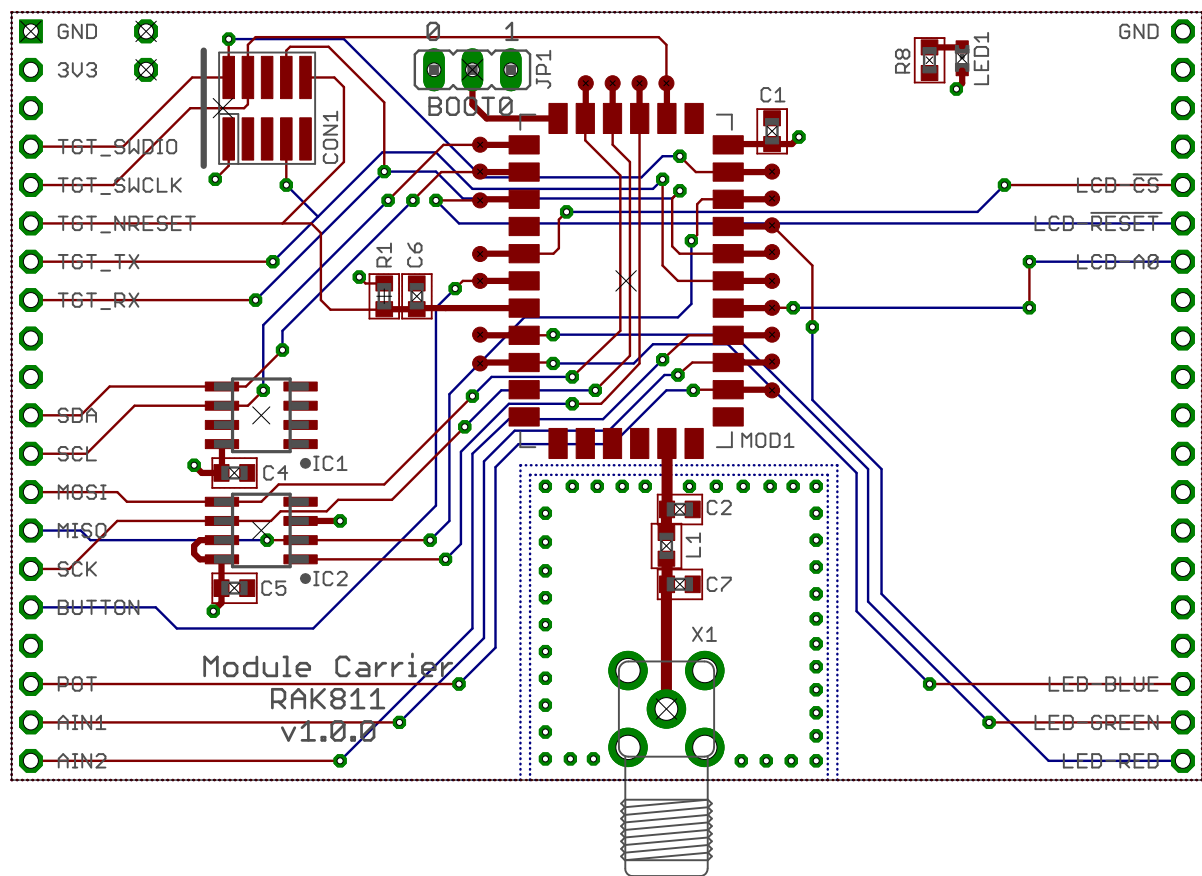 GND
3V3
TGT_SWDIO
TGT_SWCLK
TGT_NRESET
TGT_TX
TGT_RX
SDA
SCL
MOSI
MISO
SCK
BUTTON
POT
AIN1
AIN2
CON1
0 1
JP1
BOOT0
R1
C6
C1
R8
LED1
MOD1
IC1
C4
IC2
C5
C2
L1
C7
X1
Module Carrier
RAK811
v1.0.0
GND
LCD CS
LCD RESET
LCD A0
LED BLUE
LED GREEN
LED RED